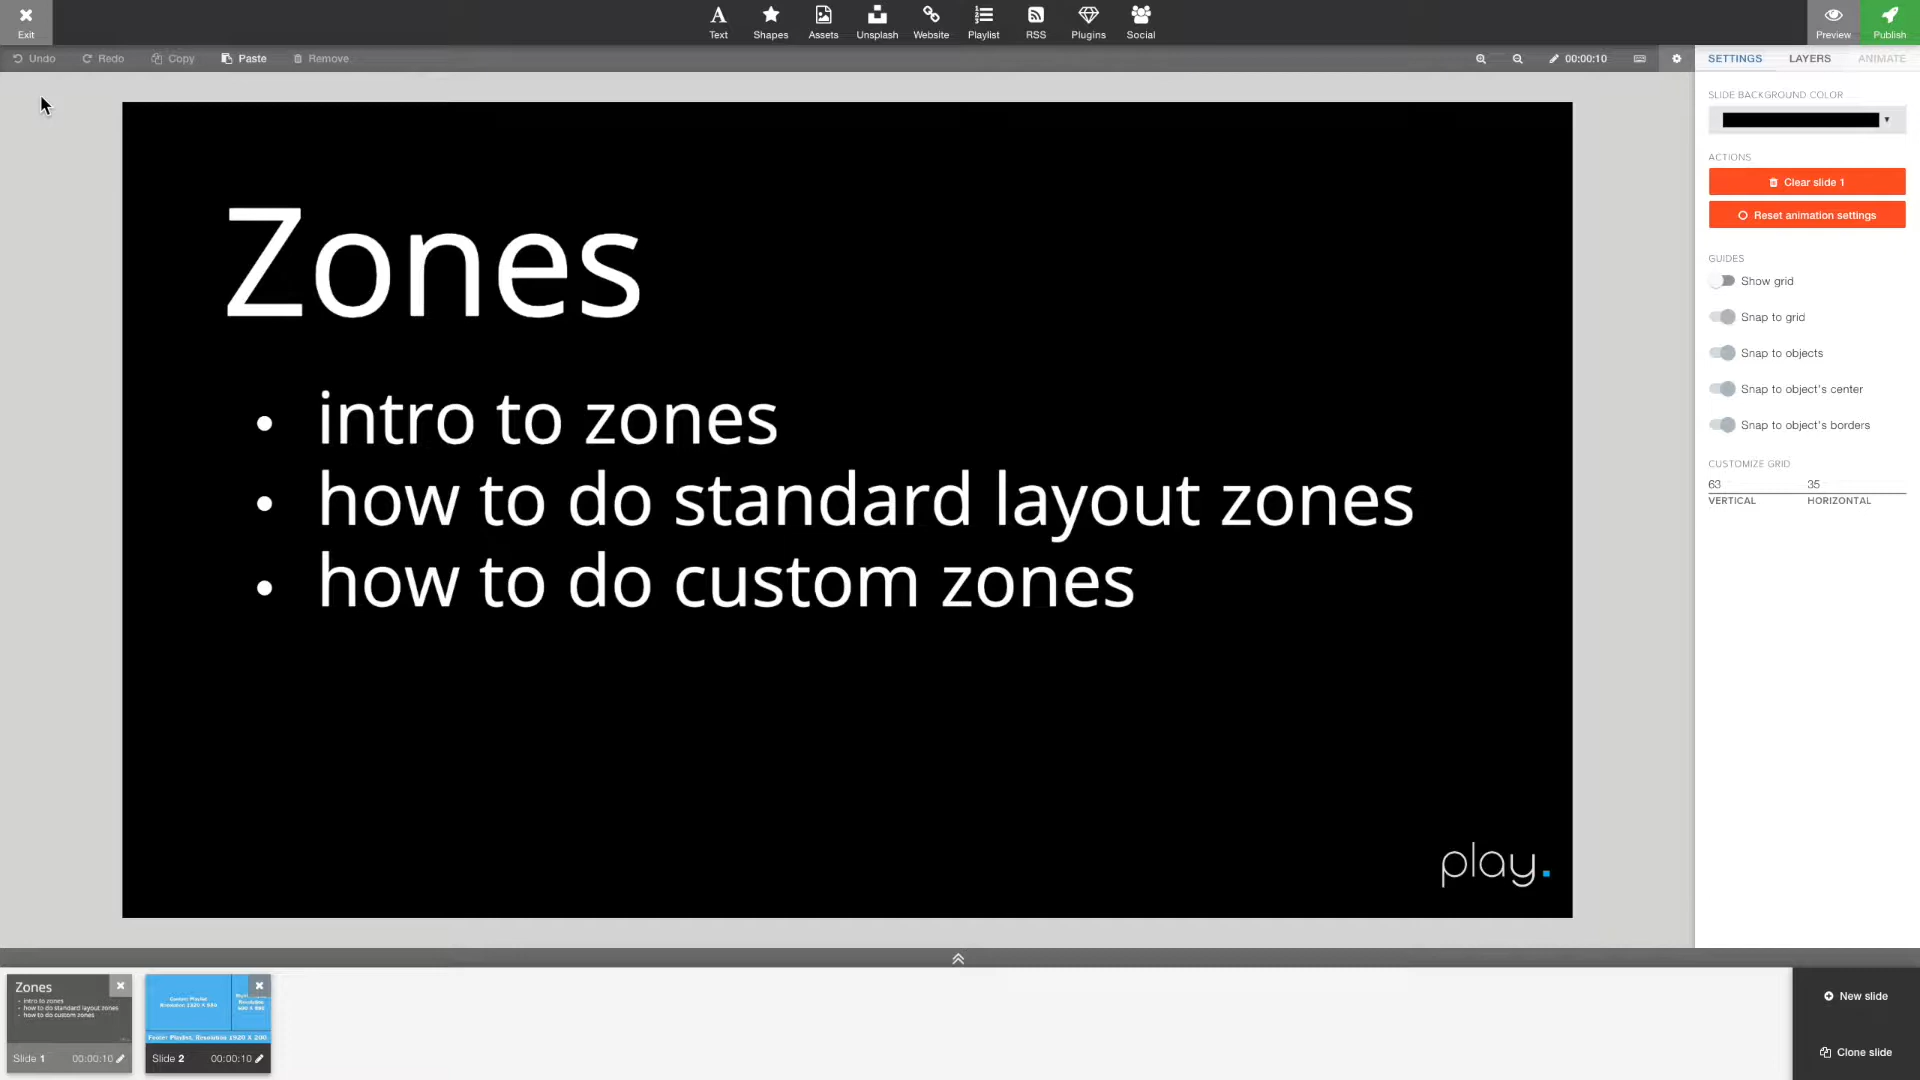 Exit
Text
Shapes
Assets
Unsplash
Website
Playlist
RSS
Plugins
Social
Preview
Publish
Undo
Redo
Copy
Paste
Remove
00:00:10
SETTINGS
LAYERS
ANIMATE
SLIDE BACKGROUND COLOR
ACTIONS
Clear slide 1
Reset animation settings
GUIDES
Show grid
Snap to grid
Snap to objects
Snap to object's center
Snap to object's borders
CUSTOMIZE GRID
63
35
VERTICAL
HORIZONTAL
Zones
• intro to zones
• how to do standard layout zones
• how to do custom zones
play.
Zones
• intro to zones
• how to do standard layout zones
• how to do custom zones
Slide 1
00:00:10
Playlist
Resolution 1920 X
Resolution
Footer Playlist, Resolution 1920 X 200
Slide 2
00:00:10
New slide
Clone slide